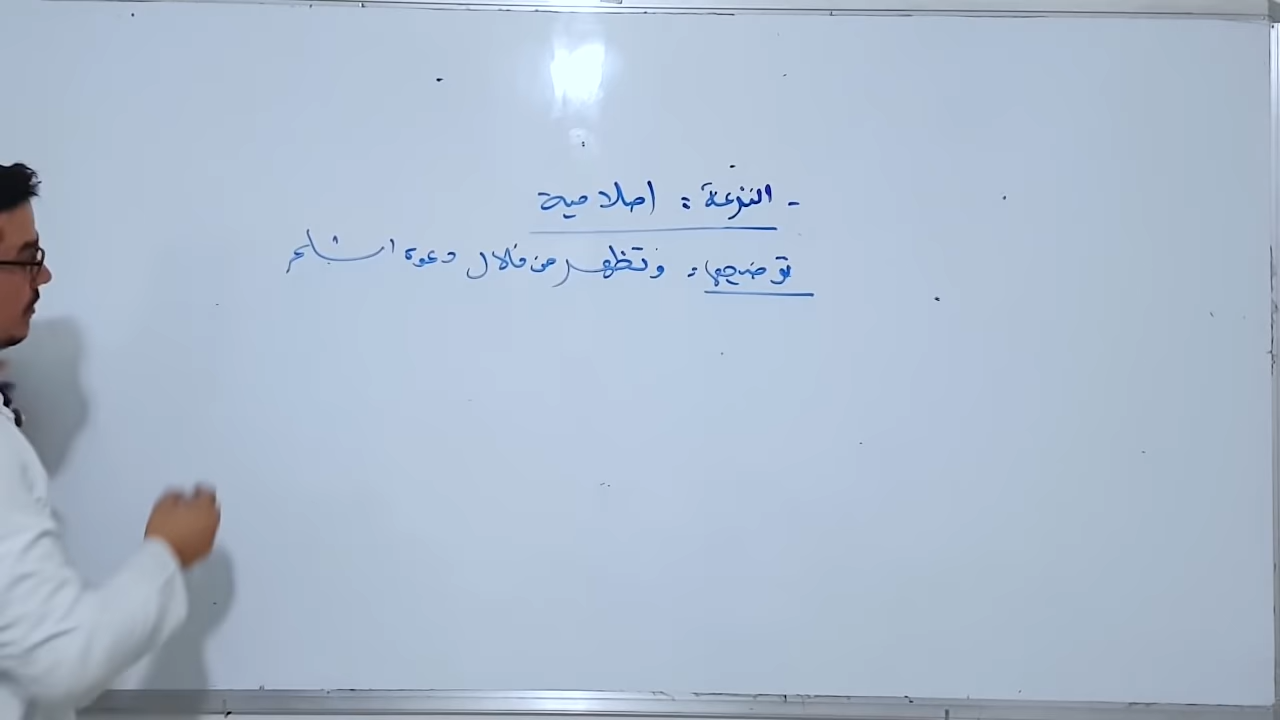 - النزعة : اصلاحية
توضيحها : وتظهر من خلال دعوة الشاعر